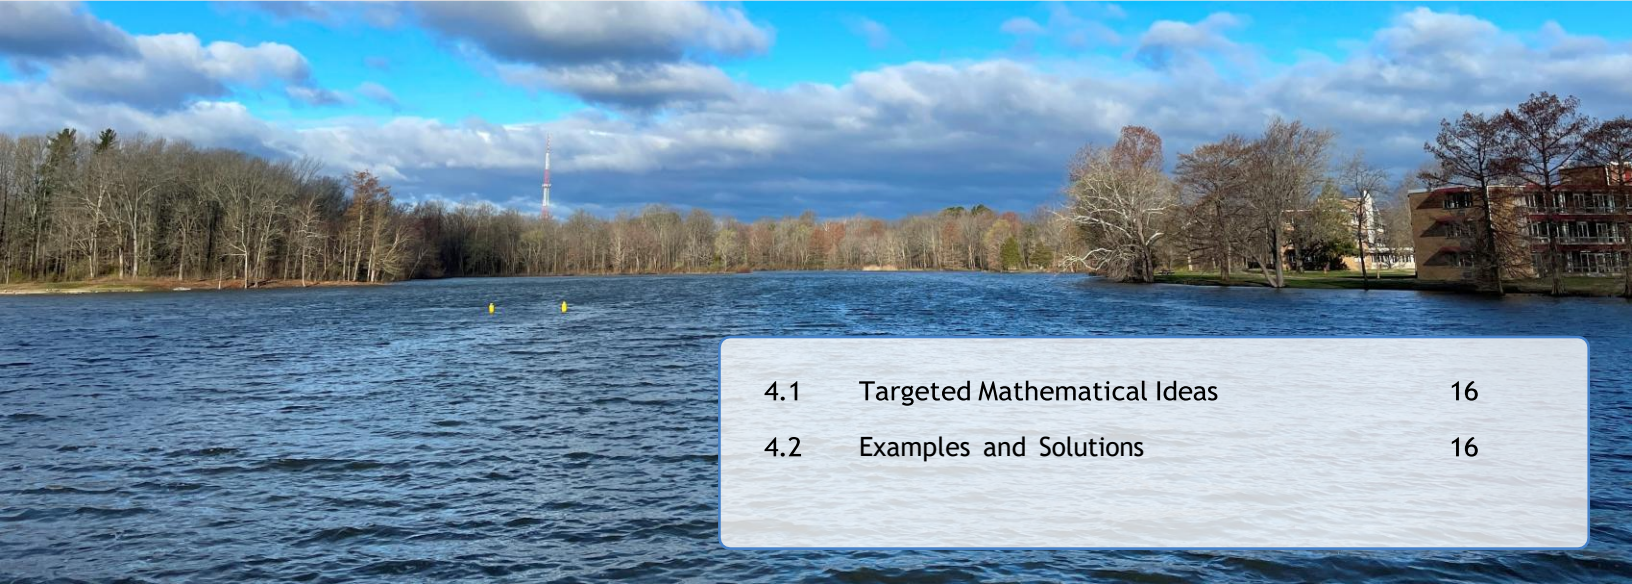 4.1 Targeted Mathematical Ideas 16
4.2 Examples and Solutions 16